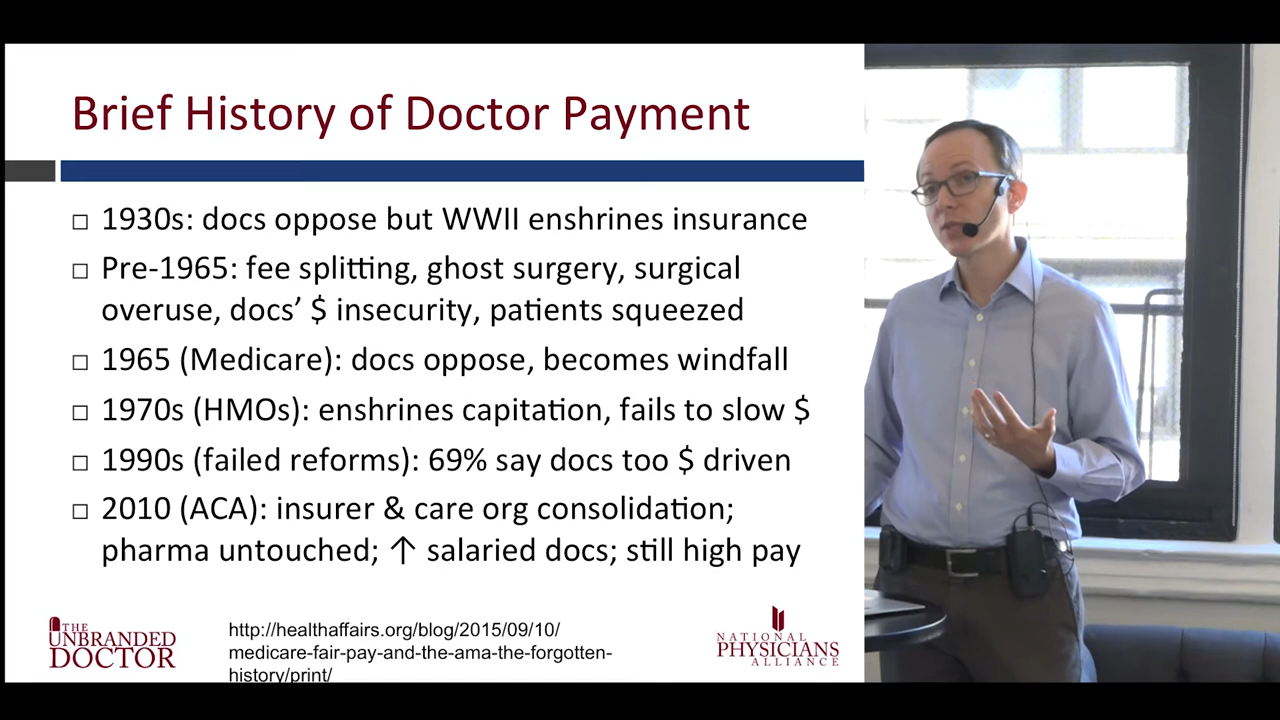 Brief History of Doctor Payment
□ 1930s: docs oppose but WWII enshrines insurance
□ Pre-1965: fee splitting, ghost surgery, surgical
overuse, docs’ $ insecurity, patients squeezed
□ 1965 (Medicare): docs oppose, becomes windfall
□ 1970s (HMOs): enshrines capitation, fails to slow $
□ 1990s (failed reforms): 69% say docs too $ driven
□ 2010 (ACA): insurer & care org consolidation;
pharma untouched; ↑ salaried docs; still high pay
THE
UNBRANDED
DOCTOR
http://healthaffairs.org/blog/2015/09/10/
medicare-fair-pay-and-the-ama-the-forgotten-
history/print/
NATIONAL
PHYSICIANS
ALLIANCE